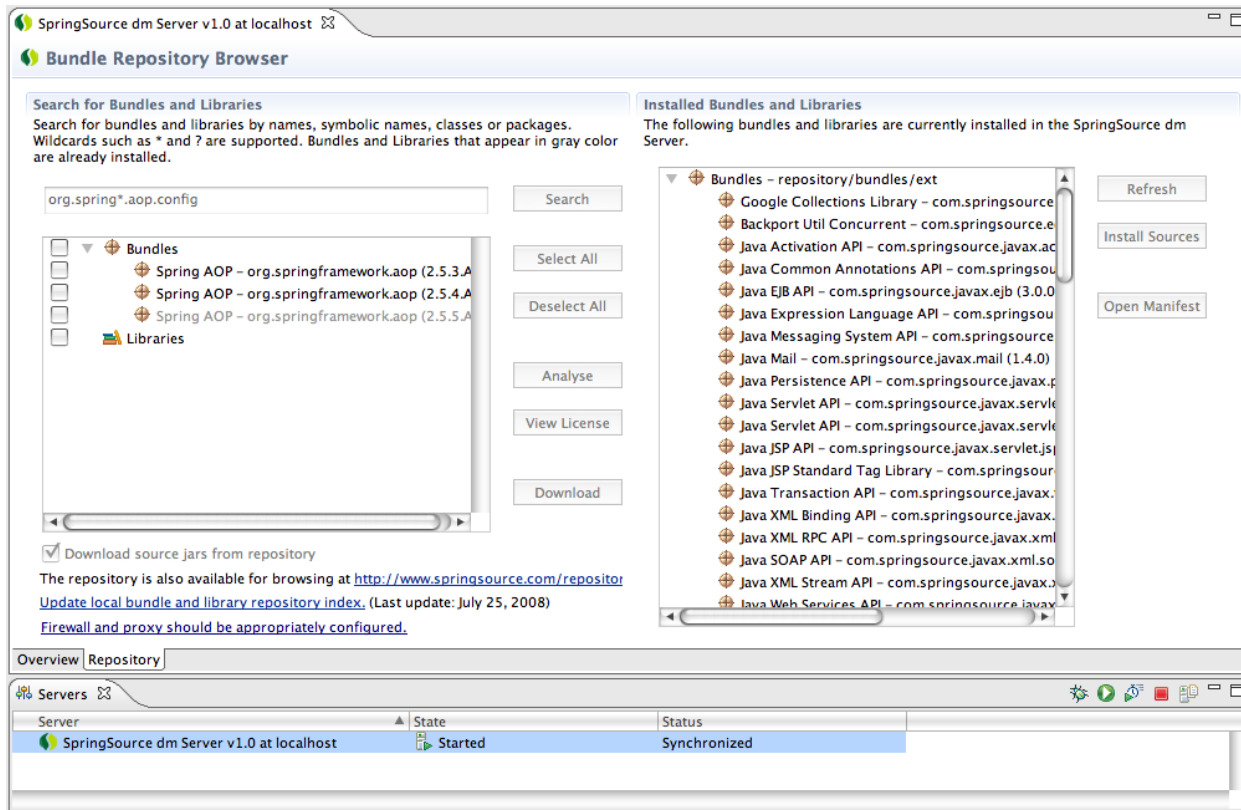 SpringSource dm Server v1.0 at localhost
Bundle Repository Browser
Search for Bundles and Libraries
Search for bundles and libraries by names, symbolic names, classes or packages.
Wildcards such as * and ? are supported. Bundles and Libraries that appear in gray color
are already installed.
org.spring*.aop.config
Search
Bundles
Spring AOP – org.springframework.aop (2.5.3.A
Spring AOP – org.springframework.aop (2.5.4.A
Spring AOP – org.springframework.aop (2.5.5.A
Libraries
Select All
Deselect All
Analyse
View License
Download
Download source jars from repository
The repository is also available for browsing at http://www.springsource.com/repositor
Update local bundle and library repository index. (Last update: July 25, 2008)
Firewall and proxy should be appropriately configured.
Installed Bundles and Libraries
The following bundles and libraries are currently installed in the SpringSource dm
Server.
Bundles – repository/bundles/ext
Google Collections Library – com.springsource
Backport Util Concurrent – com.springsource.e
Java Activation API – com.springsource.javax.ac
Java Common Annotations API – com.springsou
Java EJB API – com.springsource.javax.ejb (3.0.0
Java Expression Language API – com.springsou
Java Messaging System API – com.springsource
Java Mail – com.springsource.javax.mail (1.4.0)
Java Persistence API – com.springsource.javax.p
Java Servlet API – com.springsource.javax.servle
Java Servlet API – com.springsource.javax.servle
Java JSP API – com.springsource.javax.servlet.jsp
Java JSP Standard Tag Library – com.springsour
Java Transaction API – com.springsource.javax.
Java XML Binding API – com.springsource.javax.
Java XML RPC API – com.springsource.javax.xml
Java SOAP API – com.springsource.javax.xml.so
Java XML Stream API – com.springsource.javax.x
Java Web Services API – com.springsource.javax
Refresh
Install Sources
Open Manifest
Overview
Repository
Servers
Server State Status
SpringSource dm Server v1.0 at localhost Started Synchronized